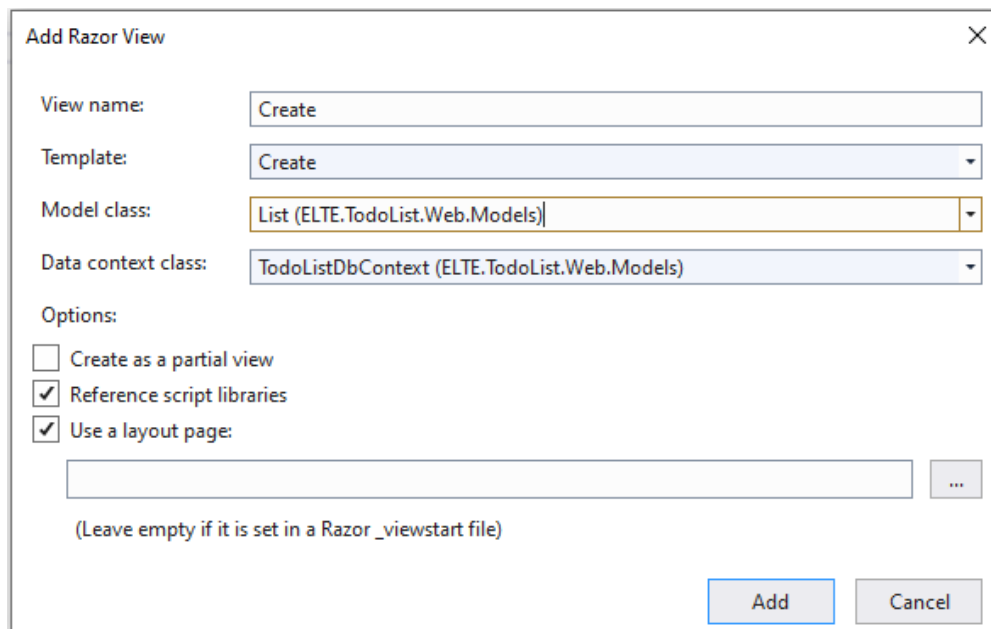 Add Razor View
View name: Create
Template: Create
Model class: List (ELTE.TodoList.Web.Models)
Data context class: TodoListDbContext (ELTE.TodoList.Web.Models)
Options:
Create as a partial view
Reference script libraries
Use a layout page:
...
(Leave empty if it is set in a Razor _viewstart file)
Add Cancel